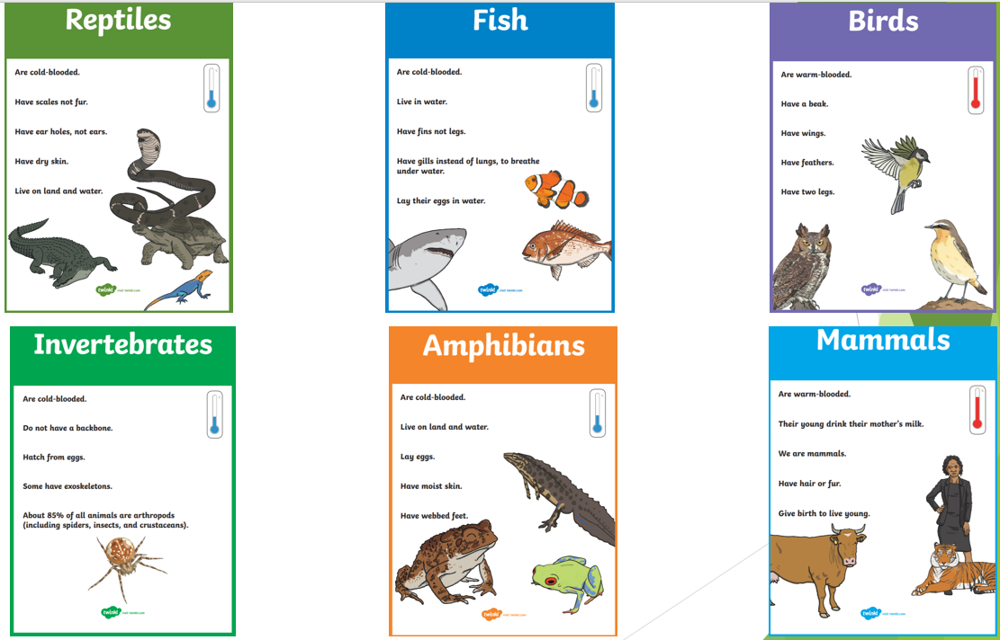 Reptiles
Are cold-blooded.
Have scales not fur.
Have ear holes, not ears.
Have dry skin.
Live on land and water.
twinkl visit twinkl.com
Fish
Are cold-blooded.
Live in water.
Have fins not legs.
Have gills instead of lungs, to breathe
under water.
Lay their eggs in water.
twinkl visit twinkl.com
Birds
Are warm-blooded.
Have a beak.
Have wings.
Have feathers.
Have two legs.
twinkl visit twinkl.com
Invertebrates
Are cold-blooded.
Do not have a backbone.
Hatch from eggs.
Some have exoskeletons.
About 85% of all animals are arthropods
(including spiders, insects, and crustaceans).
twinkl visit twinkl.com
Amphibians
Are cold-blooded.
Live on land and water.
Lay eggs.
Have moist skin.
Have webbed feet.
twinkl visit twinkl.com
Mammals
Are warm-blooded.
Their young drink their mother's milk.
We are mammals.
Have hair or fur.
Give birth to live young.
twinkl visit twinkl.com